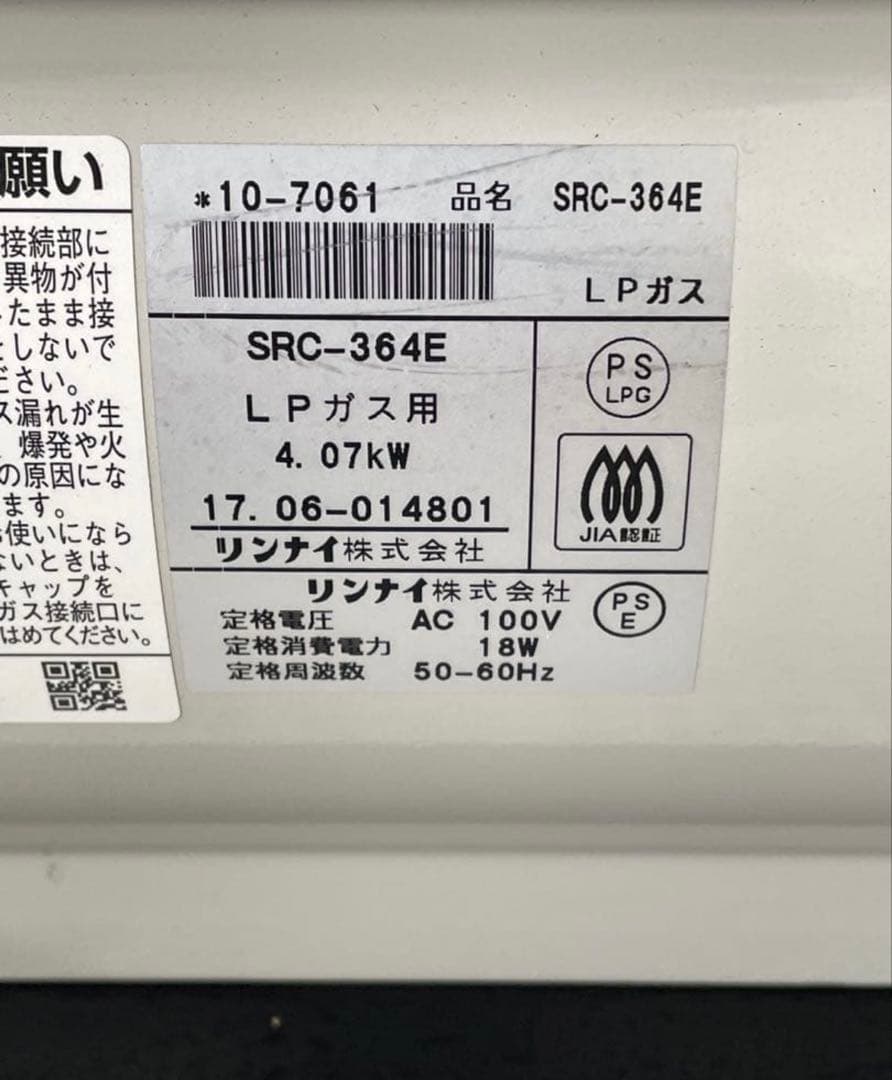 願い
接続部に
異物が付
たまま接
としないで
ださい。
ス漏れが生
、爆発や火
の原因にな
ます。
使いになら
ないときは、
キャップを
ガス接続口に
はめてください。
*10-7061 品名 SRC-364E
LPガス
SRC-364E
LPガス用
4.07kW
17.06-014801
リンナイ株式会社
PS
LPG
JIA認証
リンナイ株式会社
定格電圧 AC 100V
定格消費電力 18W
定格周波数 50-60Hz
PS
E